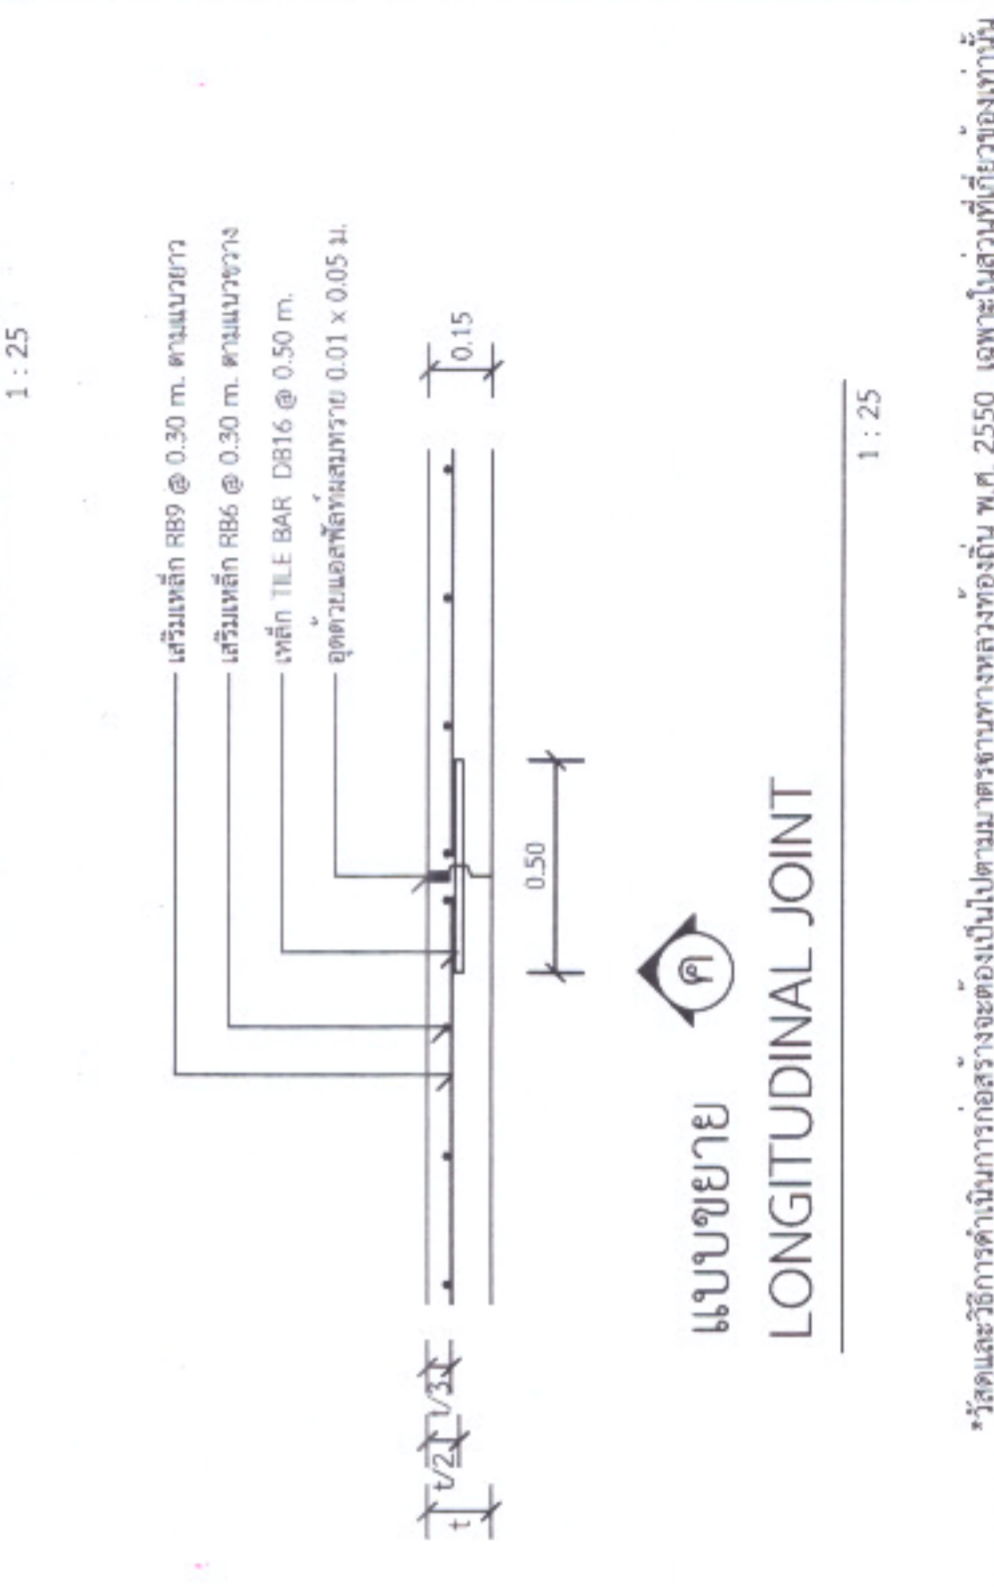 1 : 25
เสริมเหล็ก RB9 @ 0.30 m. ตามแนวยาว
เสริมเหล็ก RB6 @ 0.30 m. ตามแนวขวาง
เหล็ก TILE BAR DB16 @ 0.50 m.
อุดด้วยแอสฟัลท์ผสมทราย 0.01 x 0.05 ม.
0.15
t t/2 t/3
0.50
แบบขยาย ค
LONGITUDINAL JOINT
1 : 25
*วัสดุและวิธีการดำเนินการก่อสร้างจะต้องเป็นไปตามมาตรฐานทางหลวงท้องถิ่น พ.ศ. 2550 เฉพาะในส่วนที่เกี่ยวข้องเท่านั้น